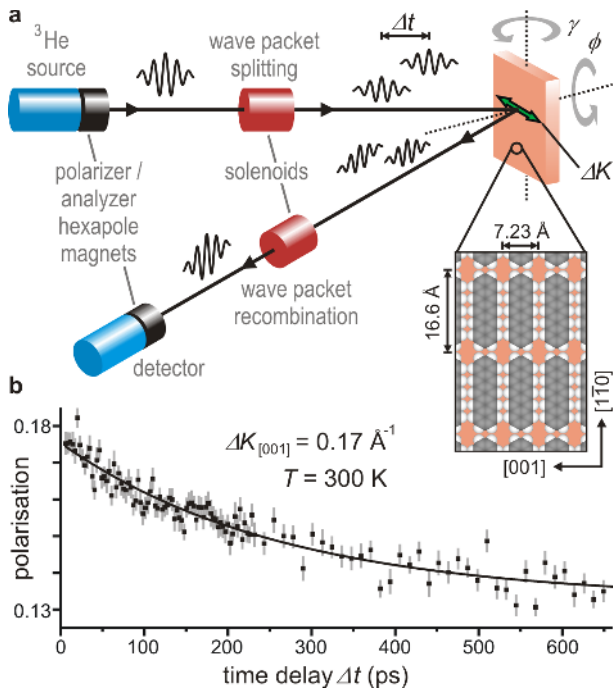 a
³He
source
wave packet
splitting
Δt
γ
ϕ
polarizer /
analyzer
hexapole
magnets
solenoids
ΔK
7.23 Å
16.6 Å
wave packet
recombination
detector
[11̄0]
[001]
b
0.18
ΔK[001] = 0.17 Å⁻¹
T = 300 K
polarisation
0.13
0 100 200 300 400 500 600
time delay Δt (ps)